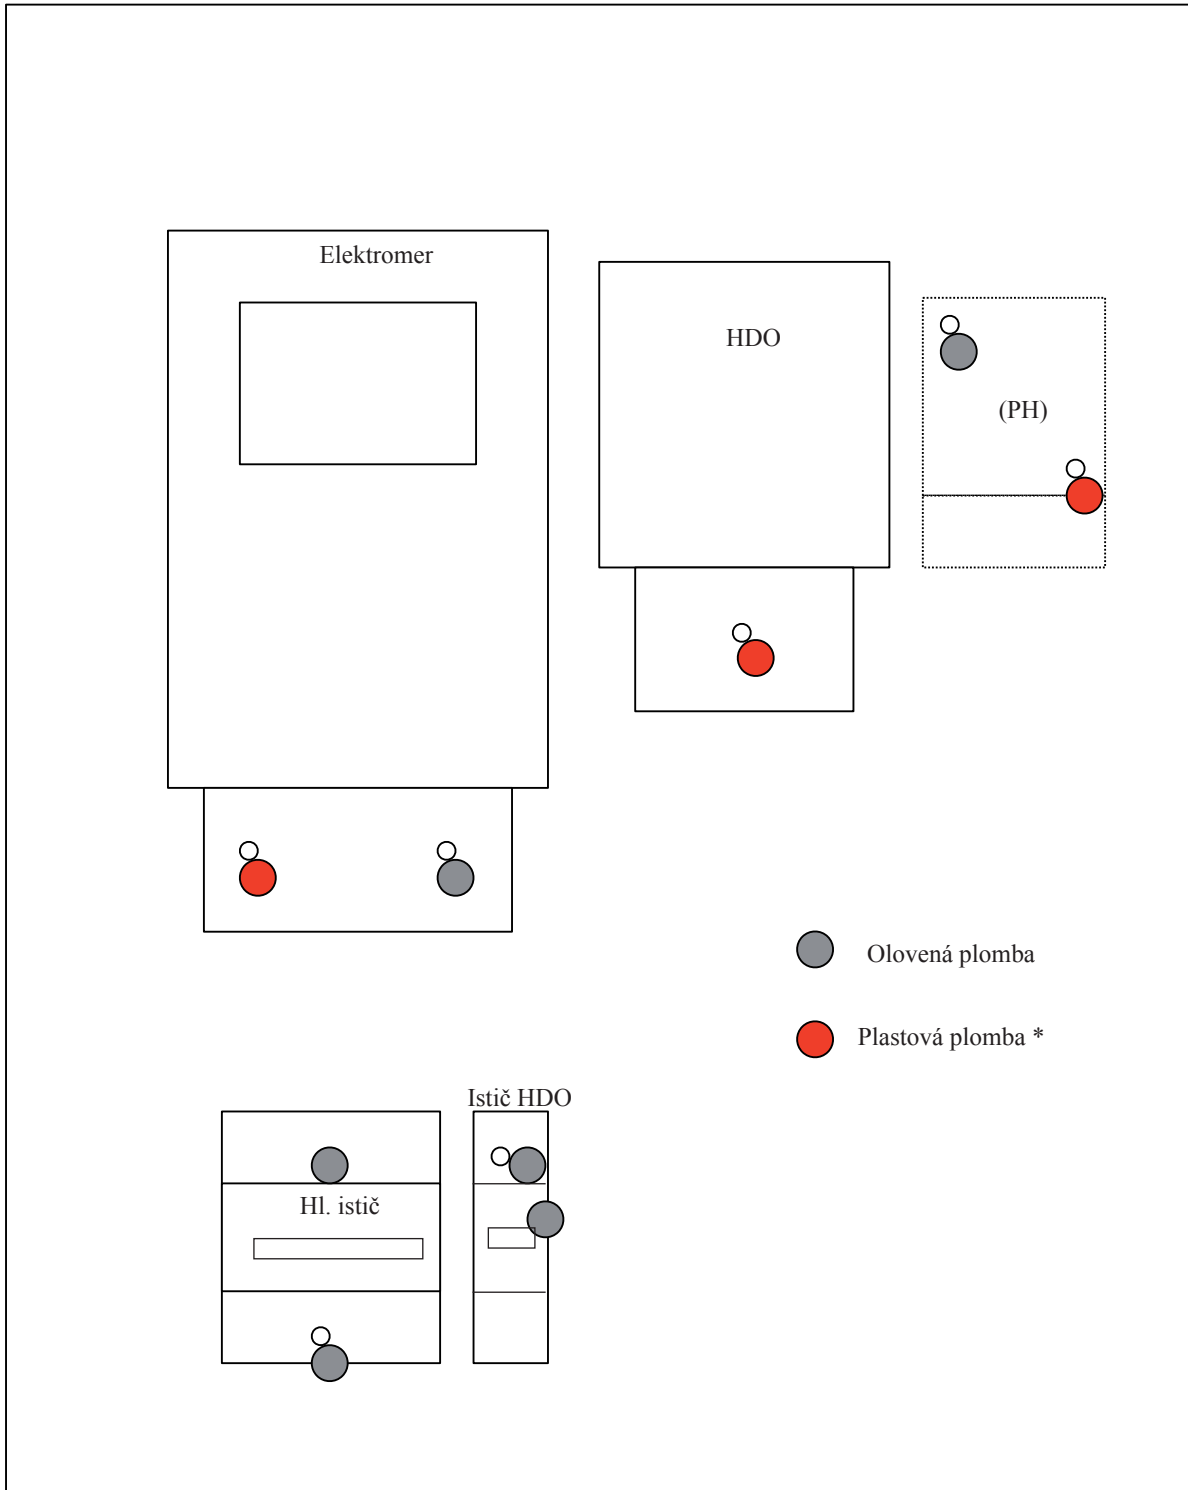 Elektromer
HDO
(PH)
Olovená plomba
Plastová plomba *
Istič HDO
Hl. istič